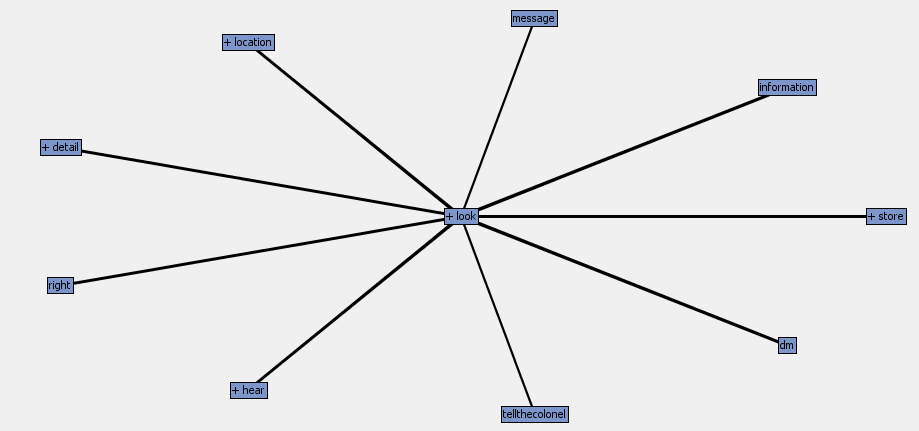 message
+ location
information
+ detail
+ look
+ store
right
dm
+ hear
tellthecolonel